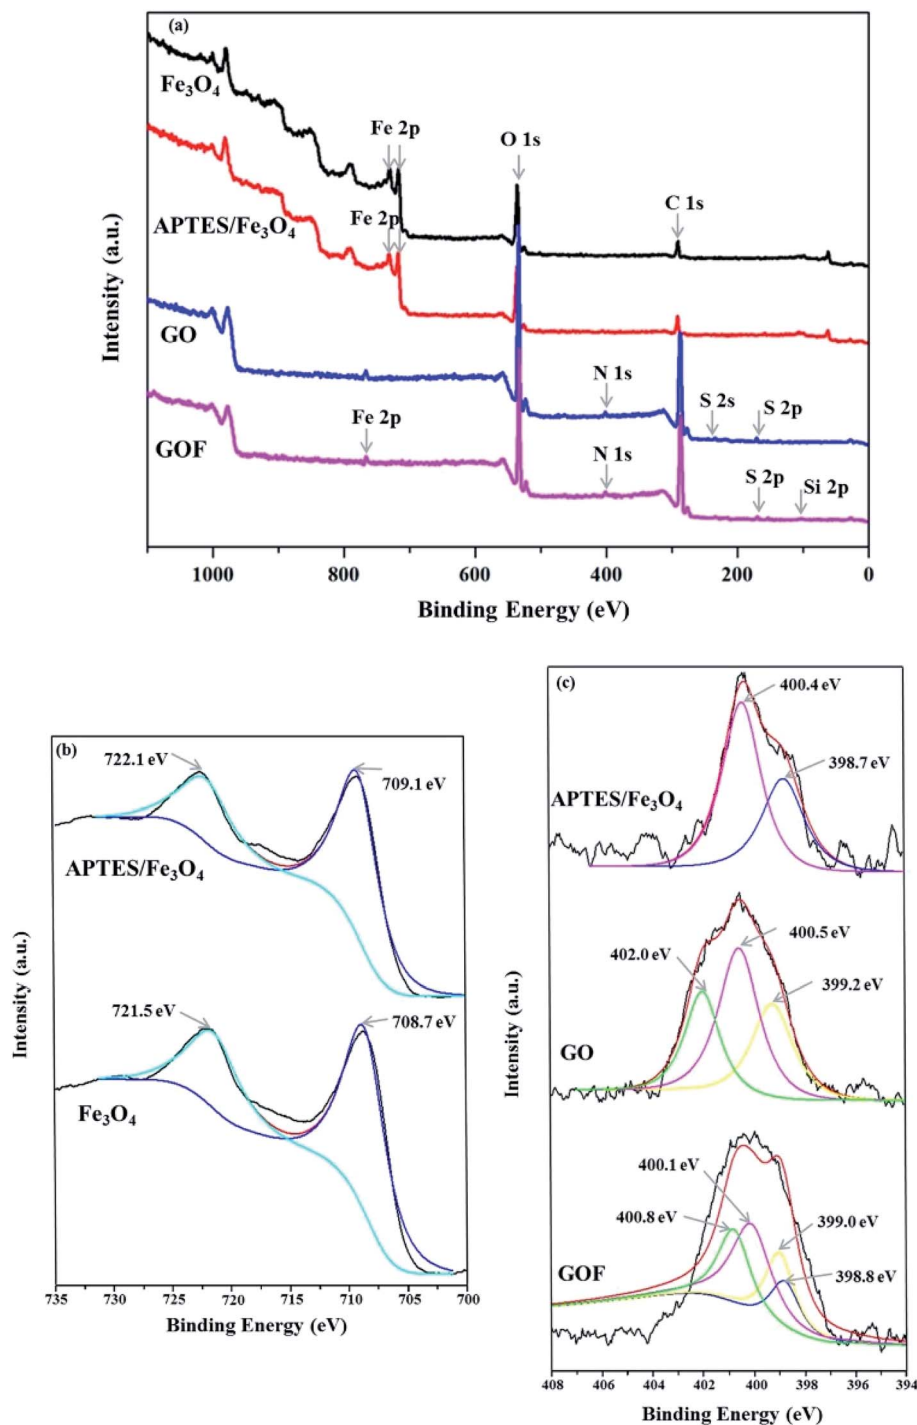 (a)
Fe₃O₄
Fe 2p
O 1s
C 1s
APTES/Fe₃O₄
Fe 2p
GO
N 1s
S 2s
S 2p
GOF
Fe 2p
N 1s
S 2p
Si 2p
Intensity (a.u.)
1000
800
600
400
200
0
Binding Energy (eV)
(b)
722.1 eV
709.1 eV
APTES/Fe₃O₄
721.5 eV
708.7 eV
Fe₃O₄
Intensity (a.u.)
735
730
725
720
715
710
705
700
Binding Energy (eV)
(c)
400.4 eV
398.7 eV
APTES/Fe₃O₄
400.5 eV
402.0 eV
399.2 eV
GO
400.1 eV
400.8 eV
399.0 eV
398.8 eV
GOF
Intensity (a.u.)
408
406
404
402
400
398
396
394
Binding Energy (eV)